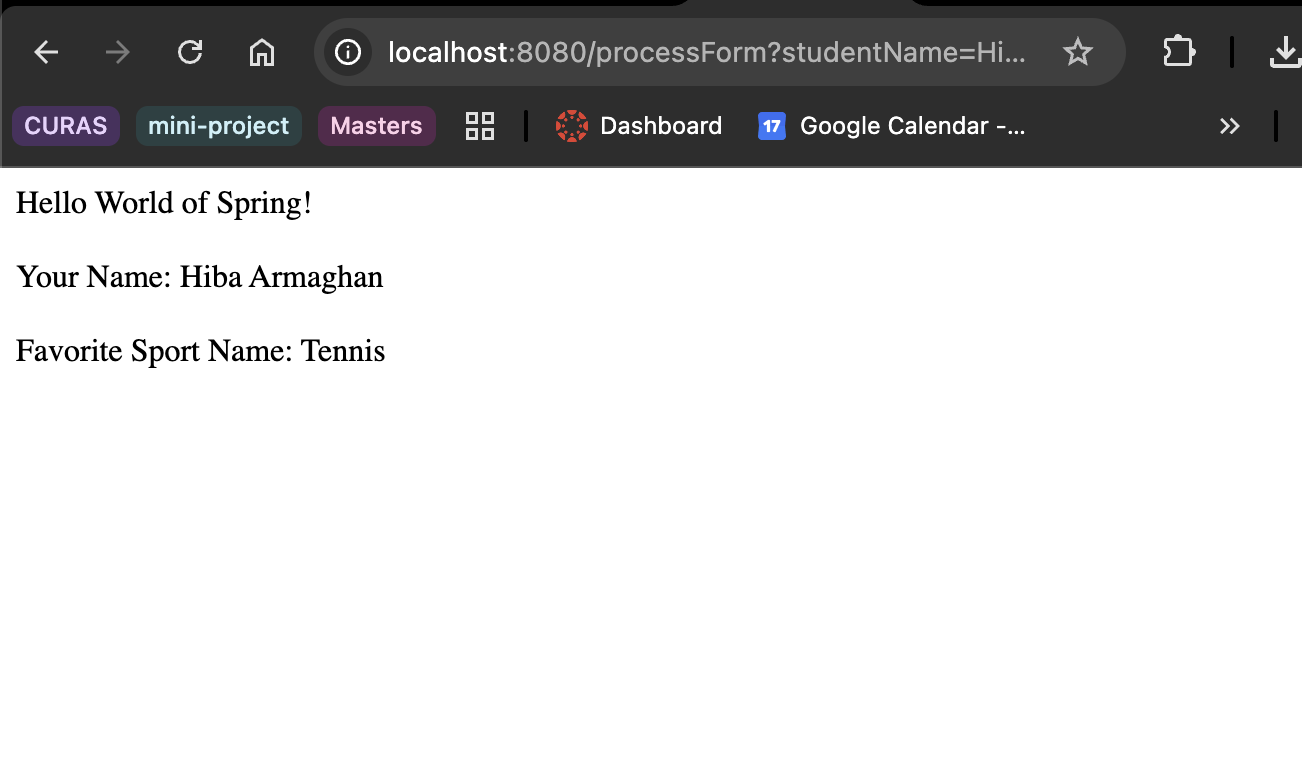 localhost:8080/processForm?studentName=Hi...
CURAS mini-project Masters Dashboard 17 Google Calendar -...
Hello World of Spring!
Your Name: Hiba Armaghan
Favorite Sport Name: Tennis